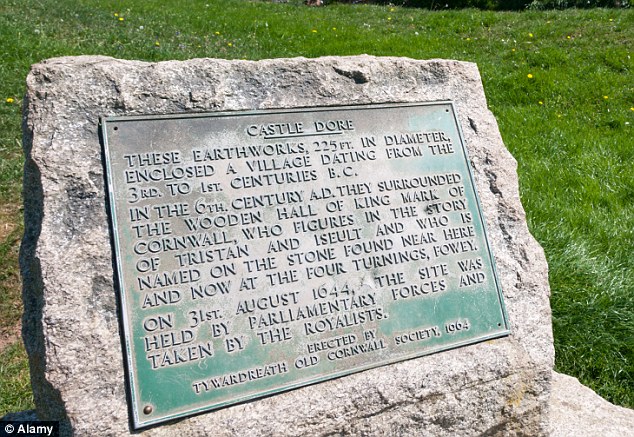 CASTLE DORE
THESE EARTHWORKS, 225 FT. IN DIAMETER,
ENCLOSED A VILLAGE DATING FROM THE
3RD. TO 1ST. CENTURIES B.C.
IN THE 6TH. CENTURY A.D. THEY SURROUNDED
THE WOODEN HALL OF KING MARK OF
CORNWALL, WHO FIGURES IN THE STORY
OF TRISTAN AND ISEULT AND WHO IS
NAMED ON THE STONE FOUND NEAR HERE
AND NOW AT THE FOUR TURNINGS, FOWEY.
ON 31ST. AUGUST 1644, THE SITE WAS
HELD BY PARLIAMENTARY FORCES AND
TAKEN BY THE ROYALISTS.
ERECTED BY
TYWARDREATH OLD CORNWALL SOCIETY, 1964
© Alamy